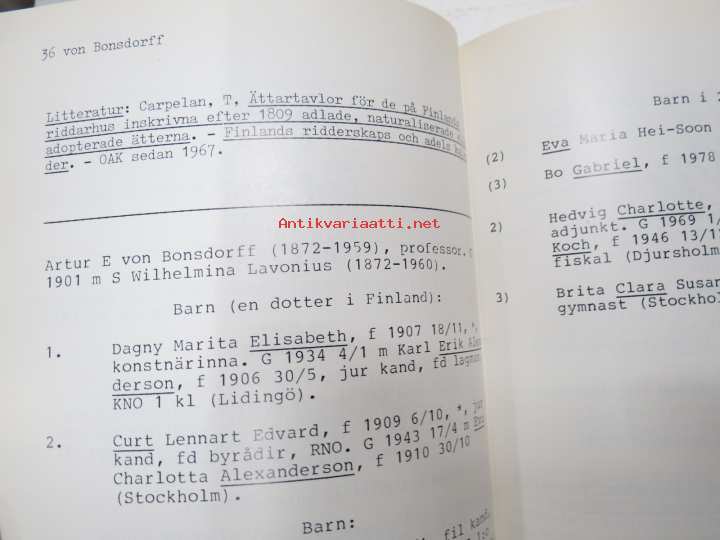 36 von Bonsdorff
Litteratur: Carpelan, T, Ättartavlor för de på Finlands
riddarhus inskrivna efter 1809 adlade, naturaliserade
adopterade ätterna. - Finlands ridderskaps och adels
der. - OAK sedan 1967.
Antikvariaatti.net
Artur E von Bonsdorff (1872-1959), professor.
1901 m S Wilhelmina Lavonius (1872-1960).
Barn (en dotter i Finland):
1. Dagny Marita Elisabeth, f 1907 18/11, *,
konstnärinna. G 1934 4/1 m Karl Erik
derson, f 1906 30/5, jur kand, fd
KNO 1 kl (Lidingö).
2. Curt Lennart Edvard, f 1909 6/10, *, jur
kand, fd byrådir, RNO. G 1943 17/4 m
Charlotta Alexanderson, f 1910 30/10
(Stockholm).
Barn:
fil kand
Barn i
(2) Eva Maria Hei-Soon
(3) Bo Gabriel, f 1978
2) Hedvig Charlotte,
adjunkt. G 1969
Koch, f 1946
fiskal (Djursholm
3) Brita Clara
gymnast